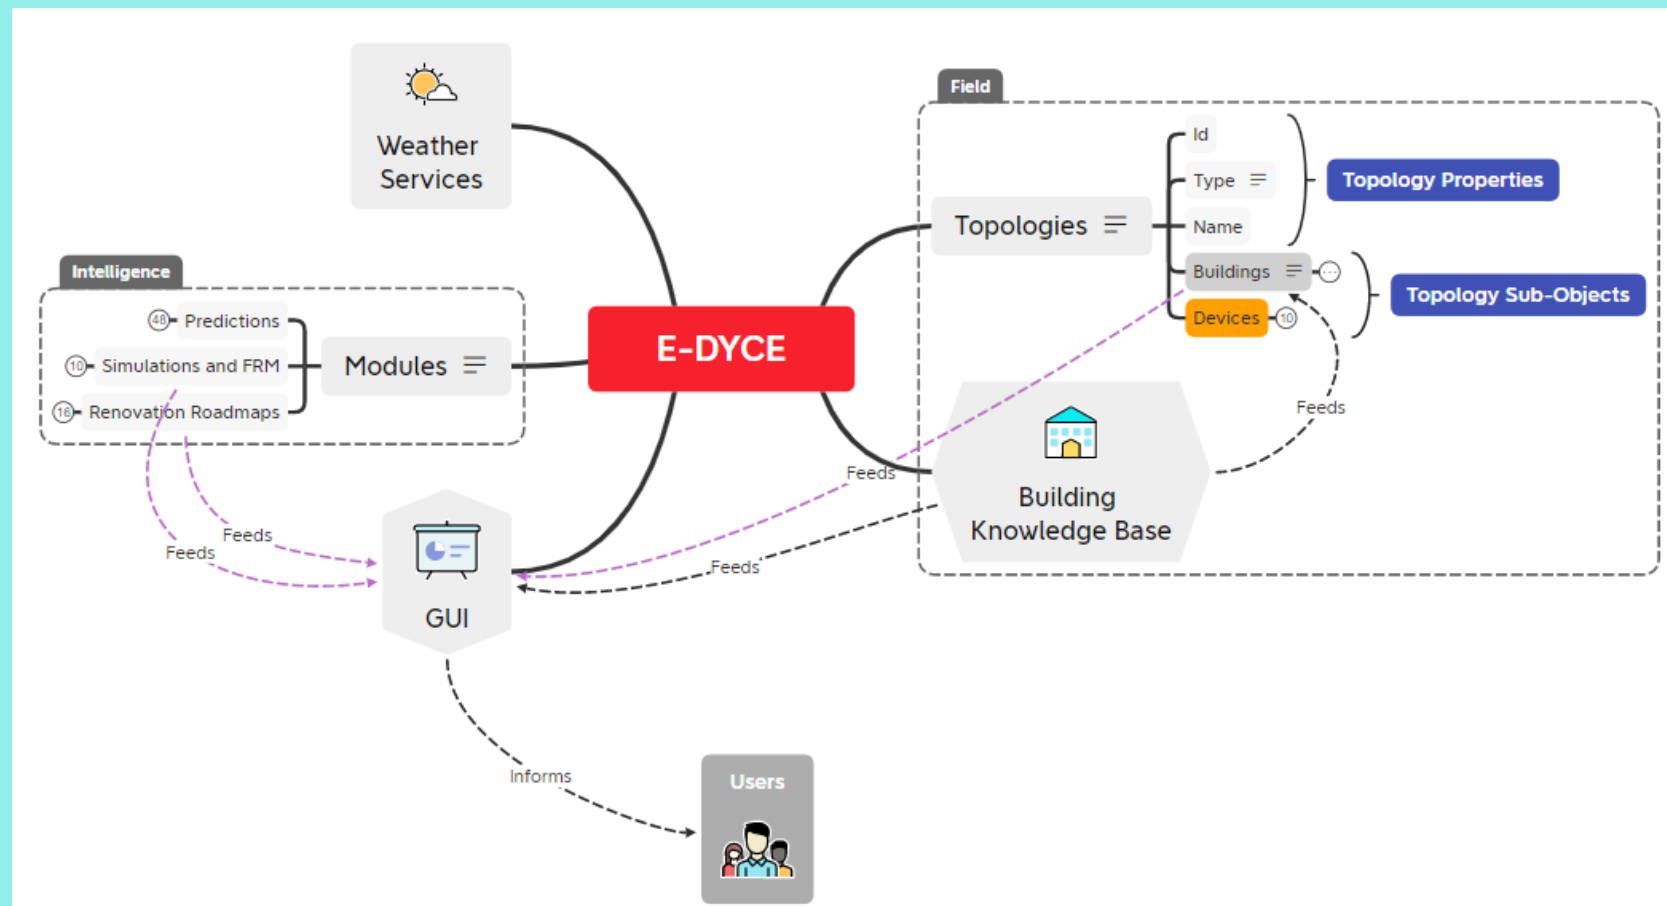 Weather
Services
Intelligence
48
Predictions
10
Simulations and FRM
16
Renovation Roadmaps
Modules
E-DYCE
Field
Topologies
Id
Type
Name
Buildings
Devices
10
Topology Properties
Topology Sub-Objects
Building
Knowledge Base
Feeds
Feeds
Feeds
Feeds
Feeds
GUI
Informs
Users